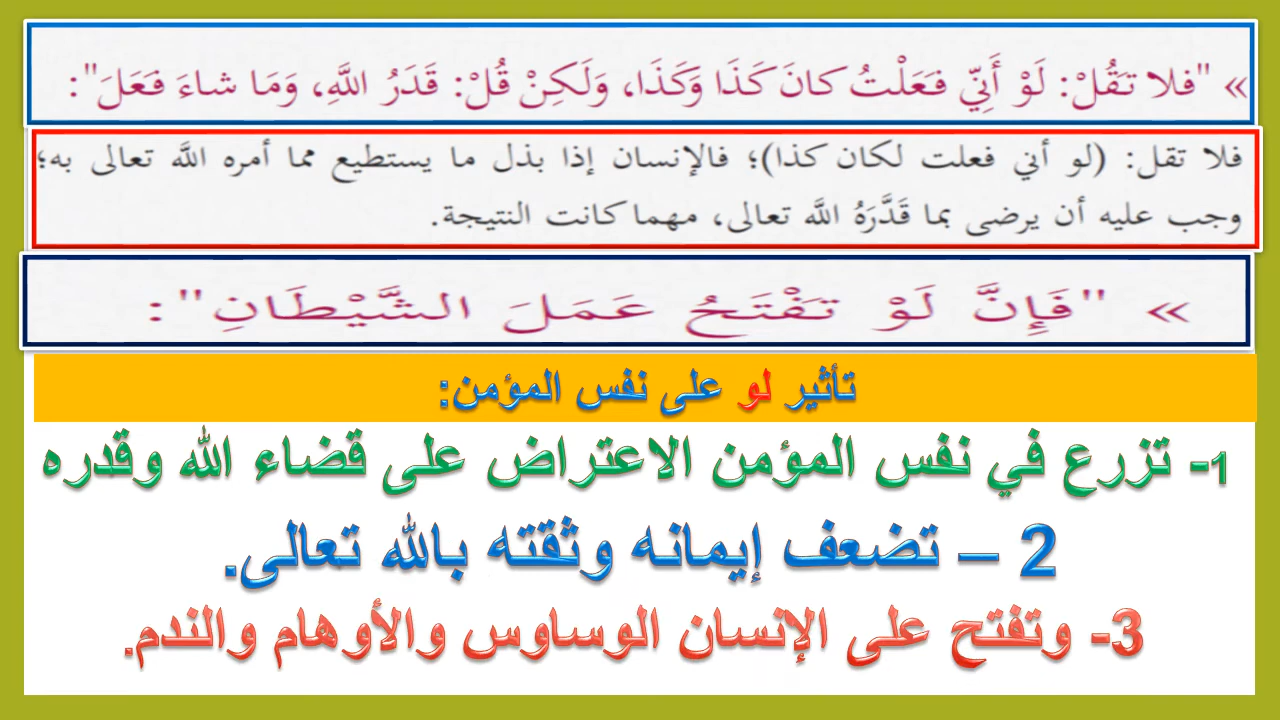 » "فلا تَقُلْ: لَوْ أَنِّي فَعَلْتُ كانَ كَذَا وَكَذَا، وَلَكِنْ قُلْ: قَدَرُ اللَّهِ، وَمَا شاءَ فَعَلَ":
فلا تقل: (لو أني فعلت لكان كذا)؛ فالإنسان إذا بذل ما يستطيع مما أمره الله تعالى به؛
وجب عليه أن يرضى بما قَدَّرَهُ الله تعالى، مهما كانت النتيجة.
» "فَإِنَّ لَوْ تَفْتَحُ عَمَلَ الشَّيْطَانِ":
تأثير لو على نفس المؤمن:
1- تزرع في نفس المؤمن الاعتراض على قضاء الله وقدره
2 – تضعف إيمانه وثقته بالله تعالى.
3- وتفتح على الإنسان الوساوس والأوهام والندم.